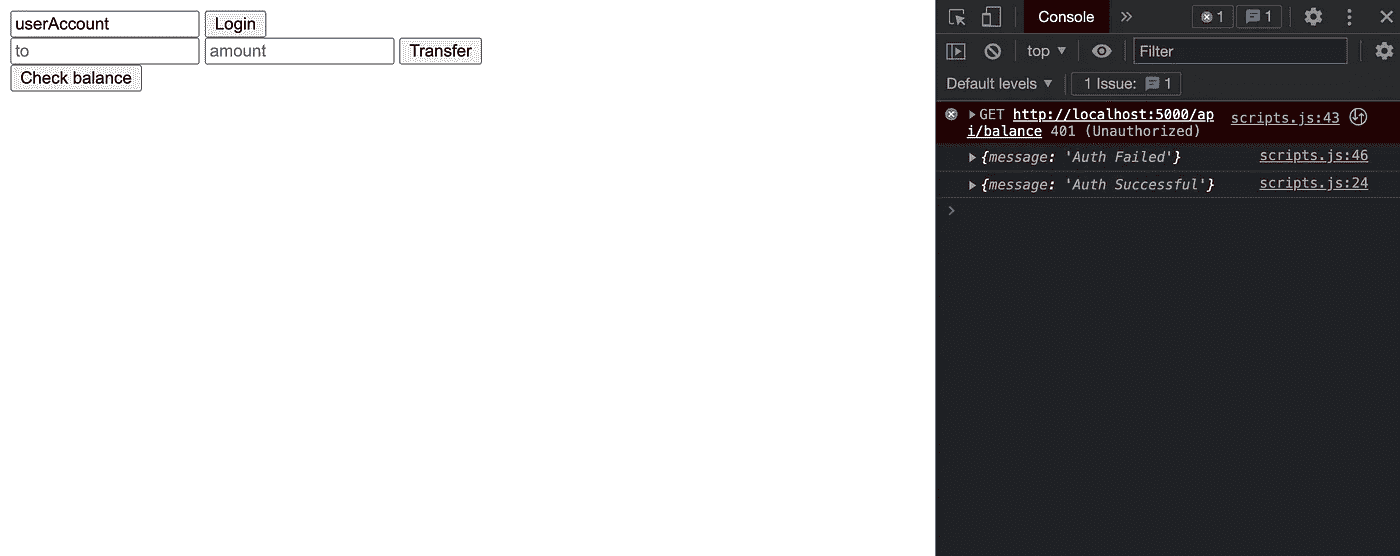 userAccount Login
to amount Transfer
Check balance
Console 1 1
top Filter
Default levels 1 Issue: 1
GET http://localhost:5000/ap scripts.js:43
i/balance 401 (Unauthorized)
{message: 'Auth Failed'} scripts.js:46
{message: 'Auth Successful'} scripts.js:24